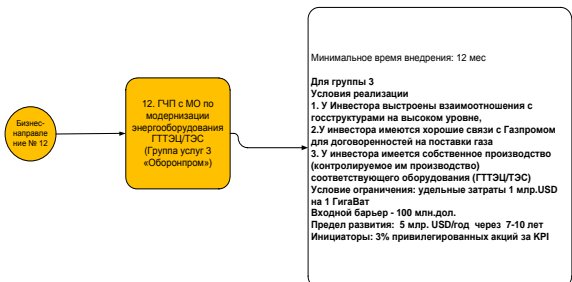 Бизнес-
направле
ние № 12
12. ГЧП с МО по
модернизации
энергооборудования
ГТТЭЦ/ТЭС
(Группа услуг 3
«Оборонпром»)
Минимальное время внедрения: 12 мес
Для группы 3
Условия реализации
1. У Инвестора выстроены взаимоотношения с
госструктурами на высоком уровне,
2.У инвестора имеются хорошие связи с Газпромом
для договоренностей на поставки газа
3. У инвестора имеется собственное производство
(контролируемое им производство)
соответствующего оборудования (ГТТЭЦ/ТЭС)
Условие ограничения: удельные затраты 1 млр.USD
на 1 ГигаВат
Входной барьер - 100 млн.дол.
Предел развития:  5 млр. USD/год  через  7-10 лет
Инициаторы: 3% привилегированных акций за KPI